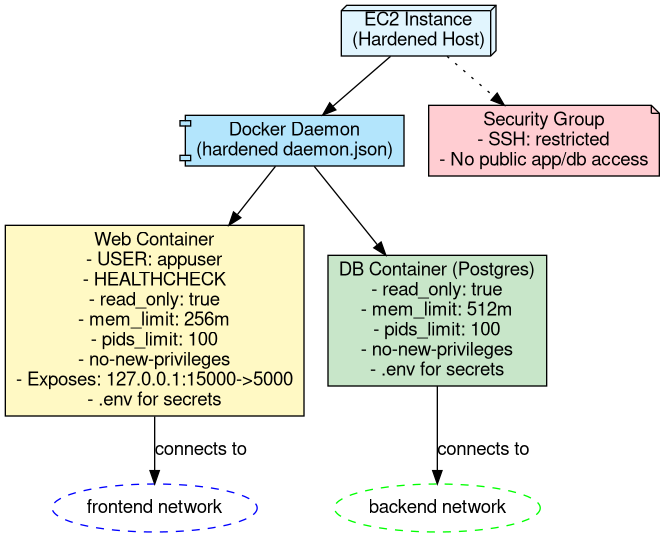 EC2 Instance
(Hardened Host)
Docker Daemon
(hardened daemon.json)
Security Group
- SSH: restricted
- No public app/db access
Web Container
- USER: appuser
- HEALTHCHECK
- read_only: true
- mem_limit: 256m
- pids_limit: 100
- no-new-privileges
- Exposes: 127.0.0.1:15000->5000
- .env for secrets
DB Container (Postgres)
- read_only: true
- mem_limit: 512m
- pids_limit: 100
- no-new-privileges
- .env for secrets
connects to
connects to
frontend network
backend network